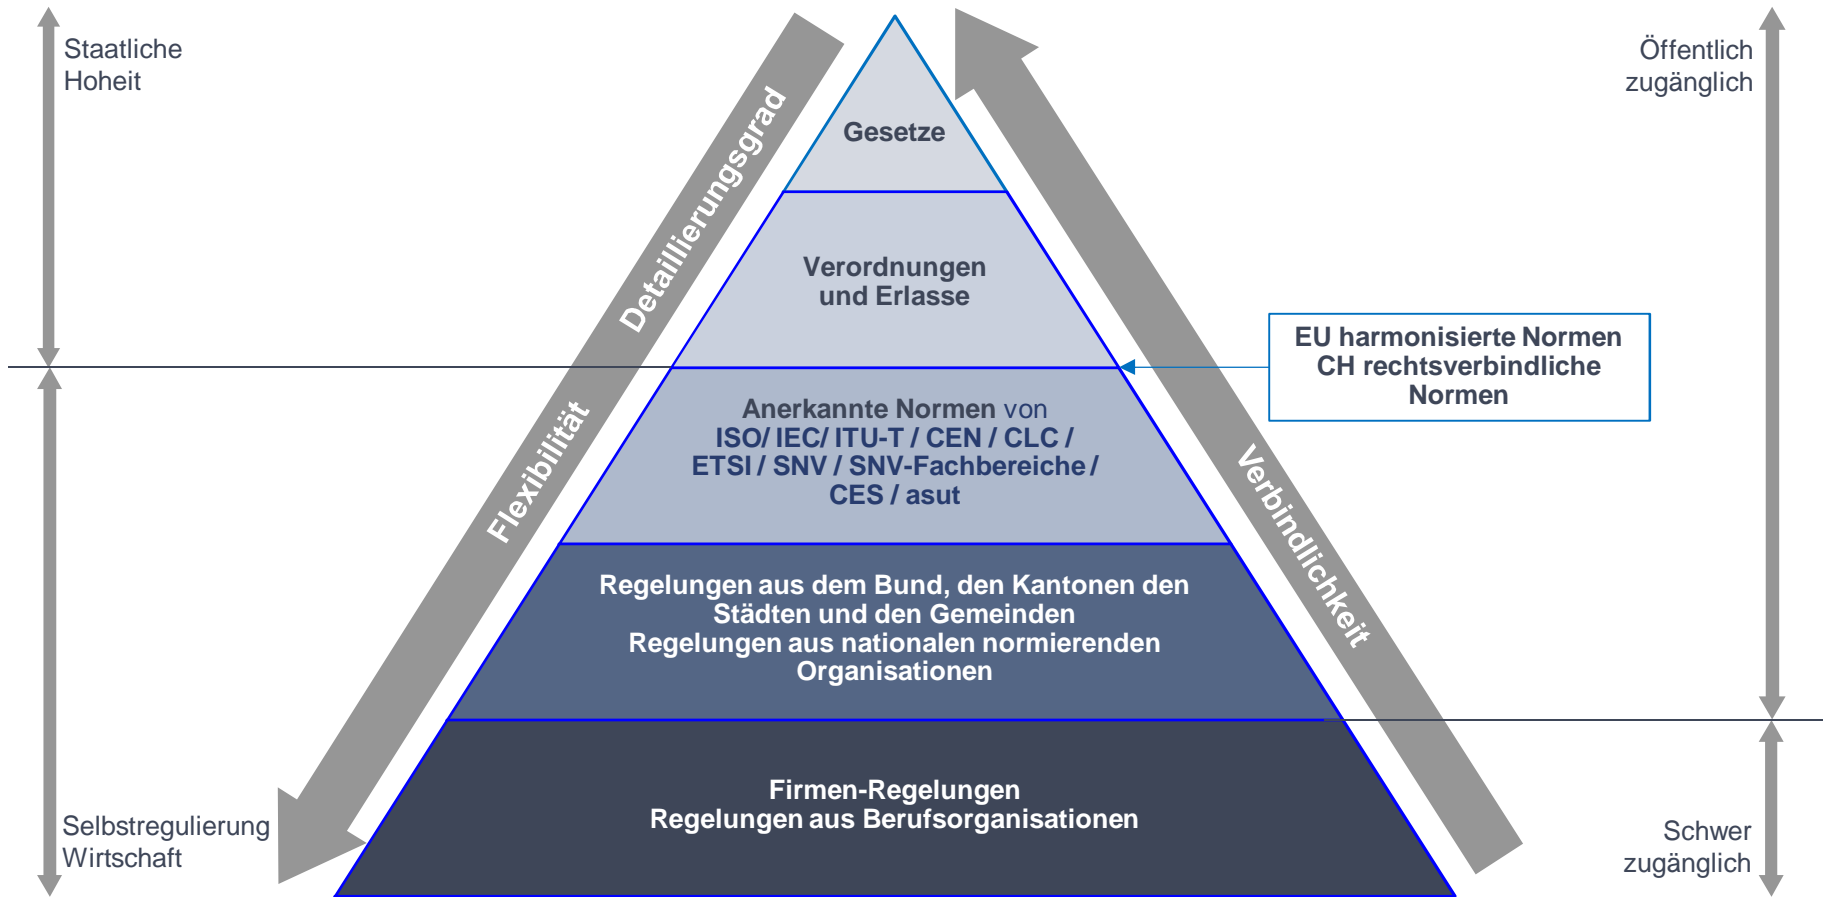 Staatliche
Hoheit
Öffentlich
zugänglich
Detaillierungsgrad
Flexibilität
Gesetze
Verordnungen
und Erlasse
EU harmonisierte Normen
CH rechtsverbindliche
Normen
Anerkannte Normen von
ISO/ IEC/ ITU-T / CEN / CLC /
ETSI / SNV / SNV-Fachbereiche /
CES / asut
Verbindlichkeit
Regelungen aus dem Bund, den Kantonen den
Städten und den Gemeinden
Regelungen aus nationalen normierenden
Organisationen
Firmen-Regelungen
Regelungen aus Berufsorganisationen
Selbstregulierung
Wirtschaft
Schwer
zugänglich